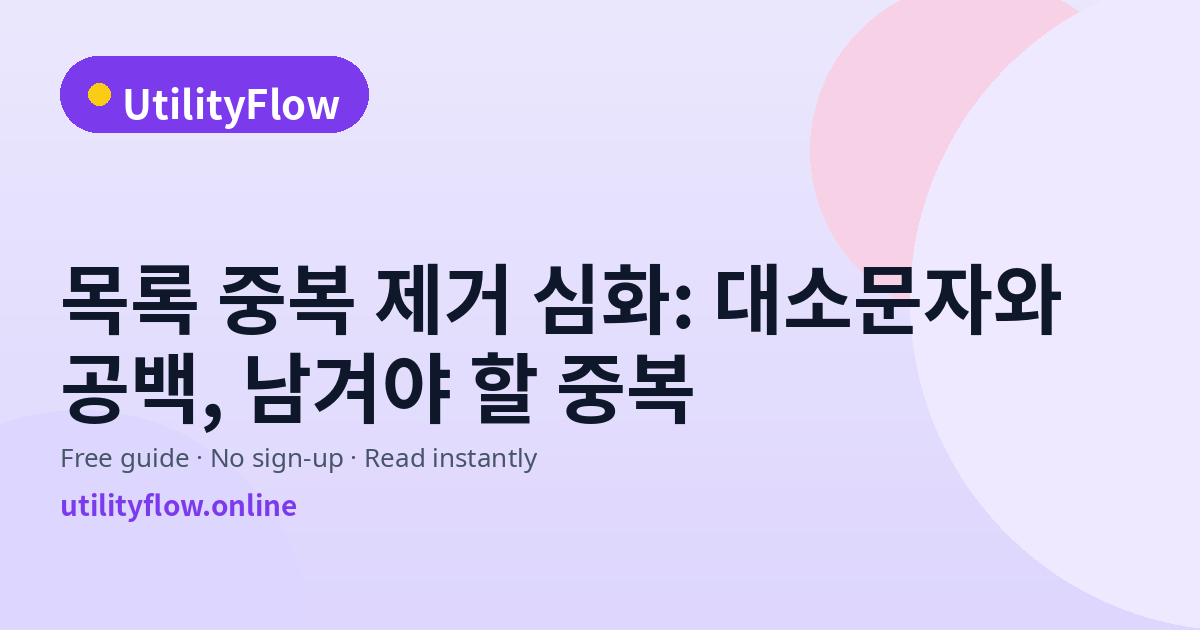 UtilityFlow
목록 중복 제거 심화: 대소문자와
공백, 남겨야 할 중복
Free guide · No sign-up · Read instantly
utilityflow.online